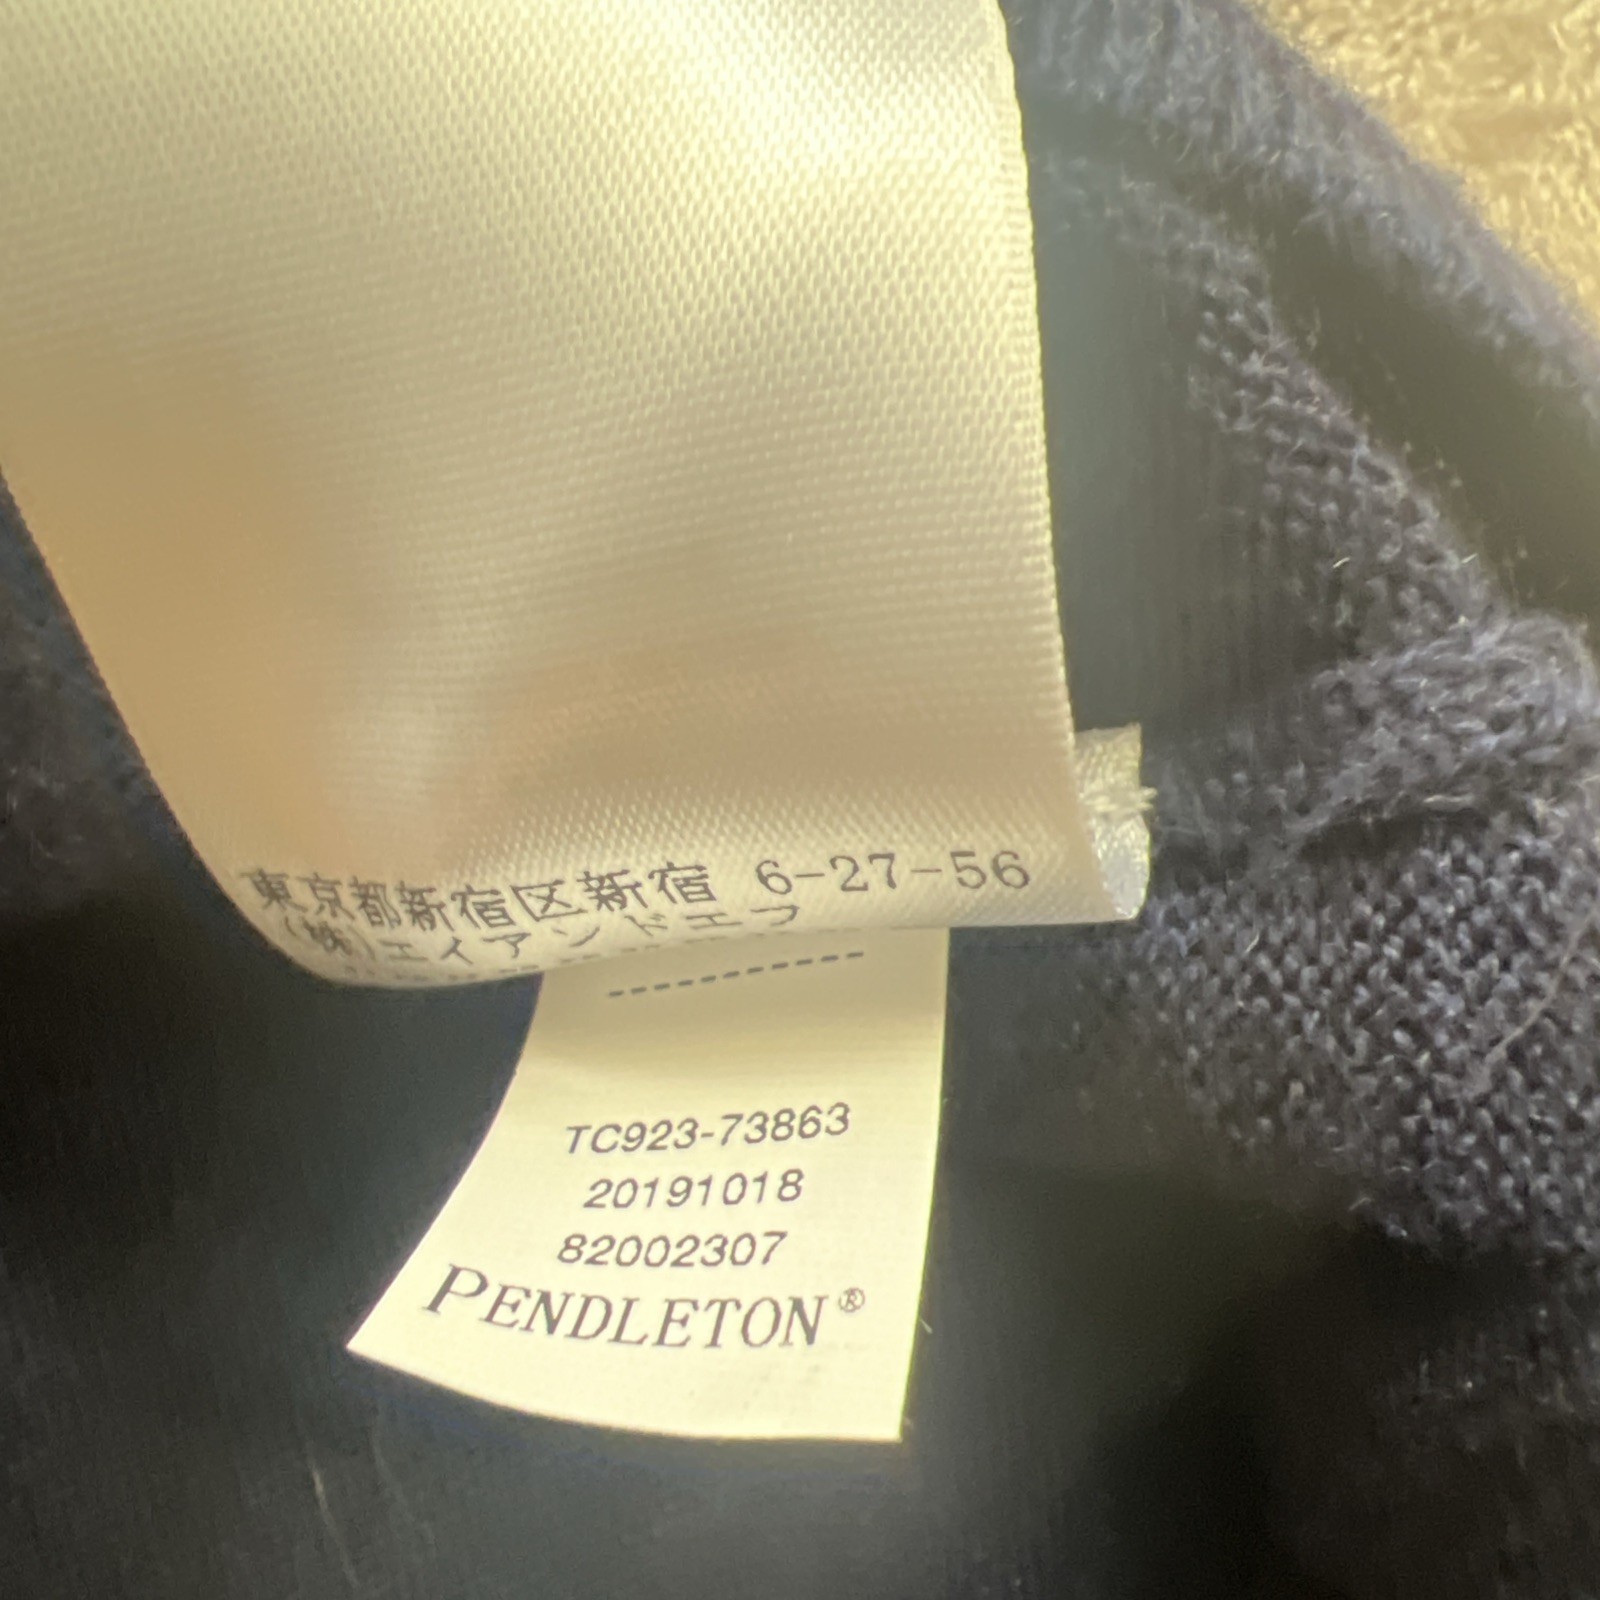 東京都新宿区新宿 6-27-56
(株)エイアンドエフ
TC923-73863
20191018
82002307
PENDLETON®